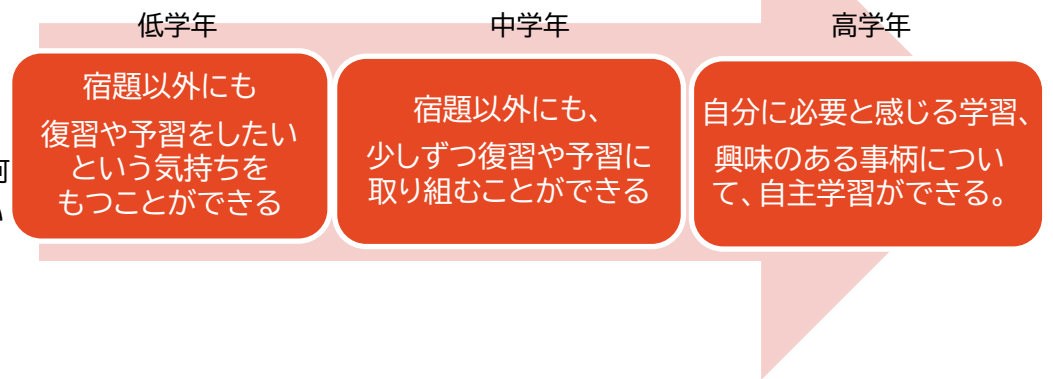 低学年
中学年
高学年
宿題以外にも
復習や予習をしたい
という気持ちを
もつことができる
宿題以外にも、
少しずつ復習や予習に
取り組むことができる
自分に必要と感じる学習、
興味のある事柄につい
て、自主学習ができる。